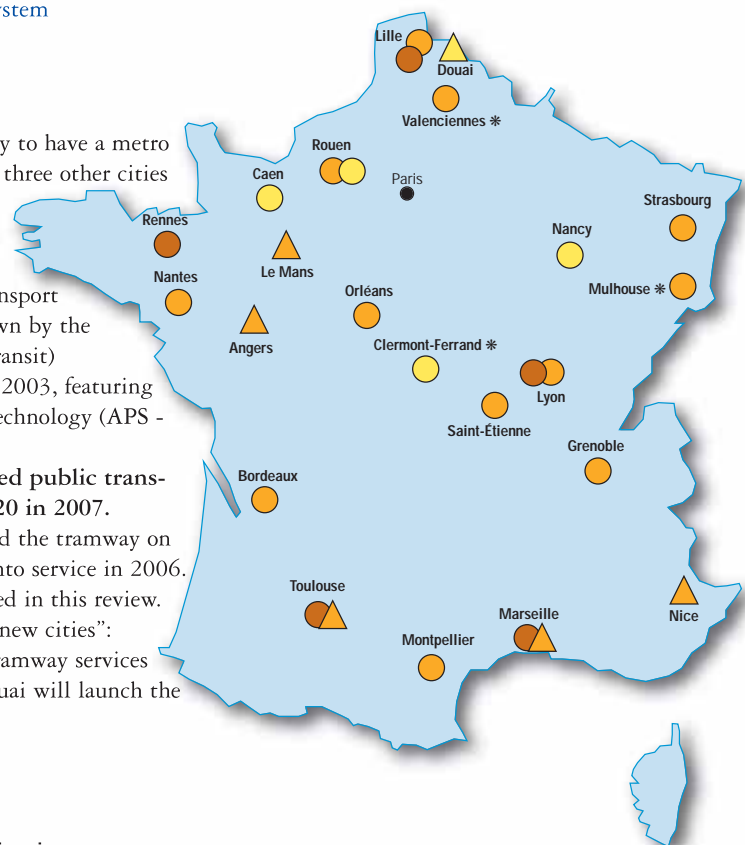 ystem
y to have a metro
three other cities
nsport
wn by the
ransit)
2003, featuring
echnology (APS -
ed public trans-
20 in 2007.
d the tramway on
nto service in 2006.
ed in this review.
new cities”:
ramway services
uai will launch the
Lille
Douai
Valenciennes ❋
Rouen
Caen
Paris
Strasbourg
Rennes
Nancy
Le Mans
Nantes
Mulhouse ❋
Orléans
Angers
Clermont-Ferrand ❋
Lyon
Saint-Étienne
Grenoble
Bordeaux
Toulouse
Marseille
Nice
Montpellier